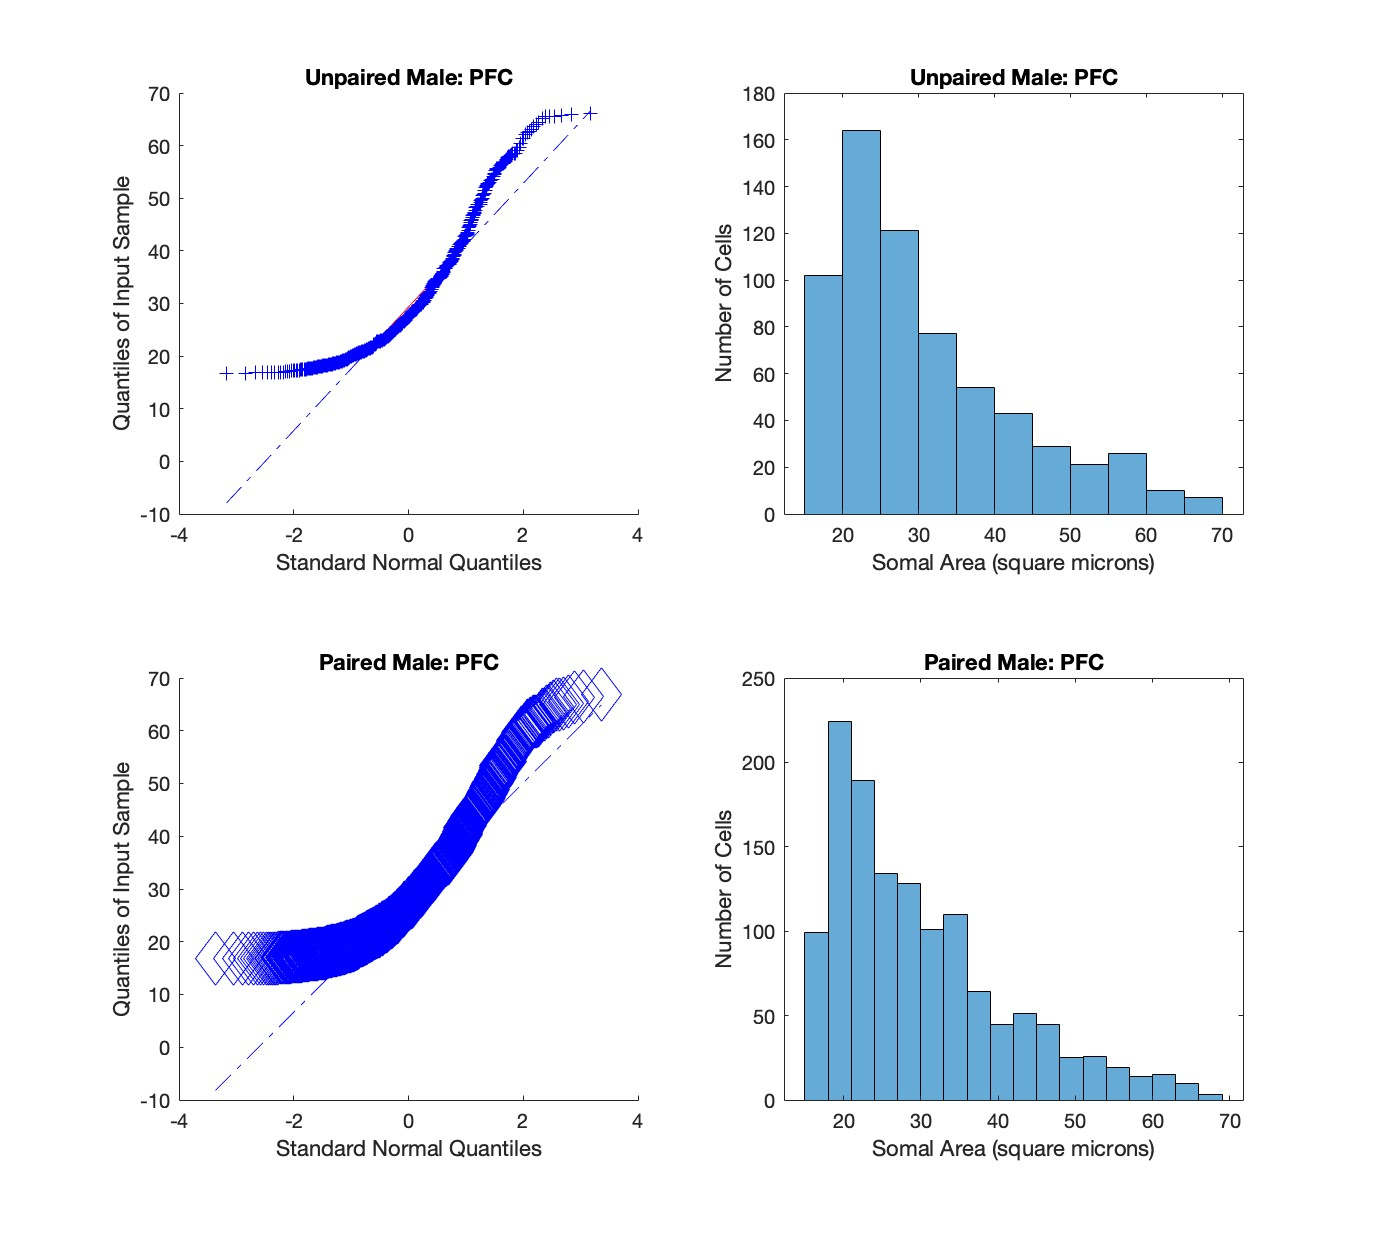 Unpaired Male: PFC
70
60
50
40
30
20
10
0
-10
Quantiles of Input Sample
-4 -2 0 2 4
Standard Normal Quantiles
Unpaired Male: PFC
180
160
140
120
100
80
60
40
20
0
Number of Cells
20 30 40 50 60 70
Somal Area (square microns)
Paired Male: PFC
70
60
50
40
30
20
10
0
-10
Quantiles of Input Sample
-4 -2 0 2 4
Standard Normal Quantiles
Paired Male: PFC
250
200
150
100
50
0
Number of Cells
20 30 40 50 60 70
Somal Area (square microns)